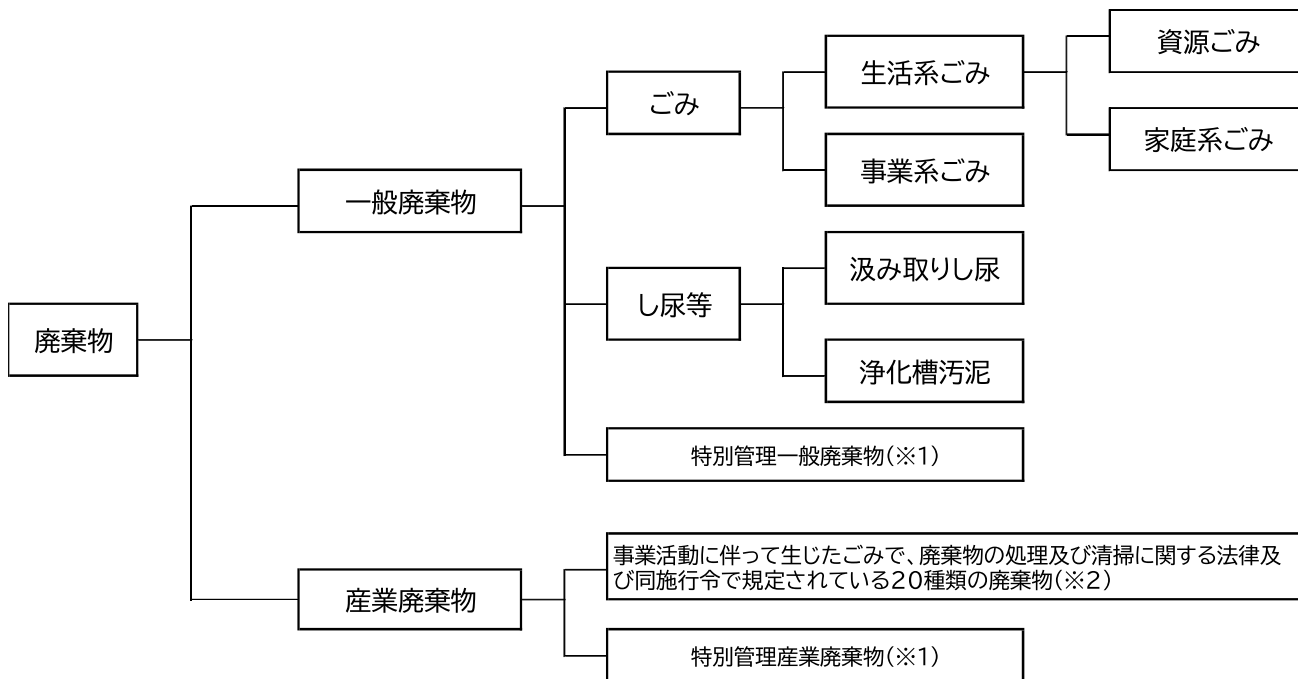 資源ごみ
生活系ごみ
ごみ
家庭系ごみ
事業系ごみ
一般廃棄物
汲み取りし尿
し尿等
廃棄物
浄化槽汚泥
特別管理一般廃棄物(※1)
事業活動に伴って生じたごみで、廃棄物の処理及び清掃に関する法律及
び同施行令で規定されている20種類の廃棄物(※2)
産業廃棄物
特別管理産業廃棄物(※1)